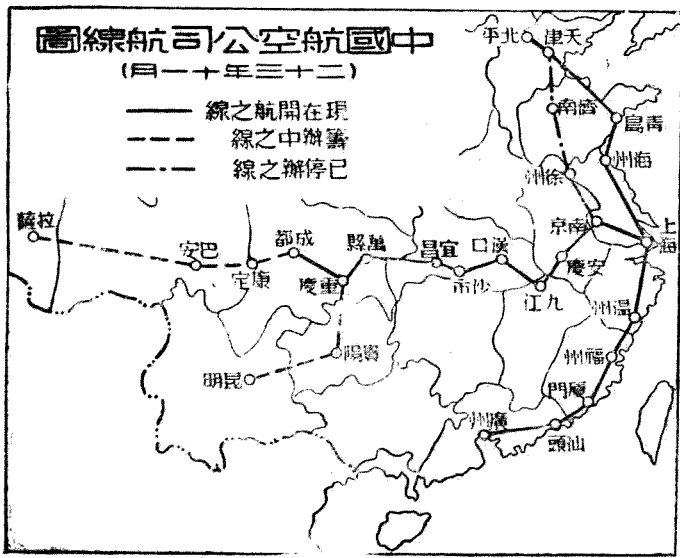 中國航空公司航線圖
(二十三年十一月)
現在開航之線
籌辦中之線
已停辦之線
北平
天津
濟南
青島
海州
徐州
南京
上海
安慶
九江
漢口
沙市
宜昌
萬縣
重慶
成都
康定
巴安
拉薩
貴陽
昆明
溫州
福州
廈門
汕頭
廣州